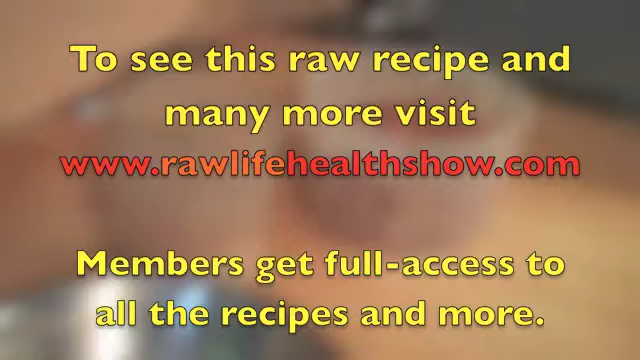 To see this raw recipe and
many more visit
www.rawlifehealthshow.com
Members get full-access to
all the recipes and more.